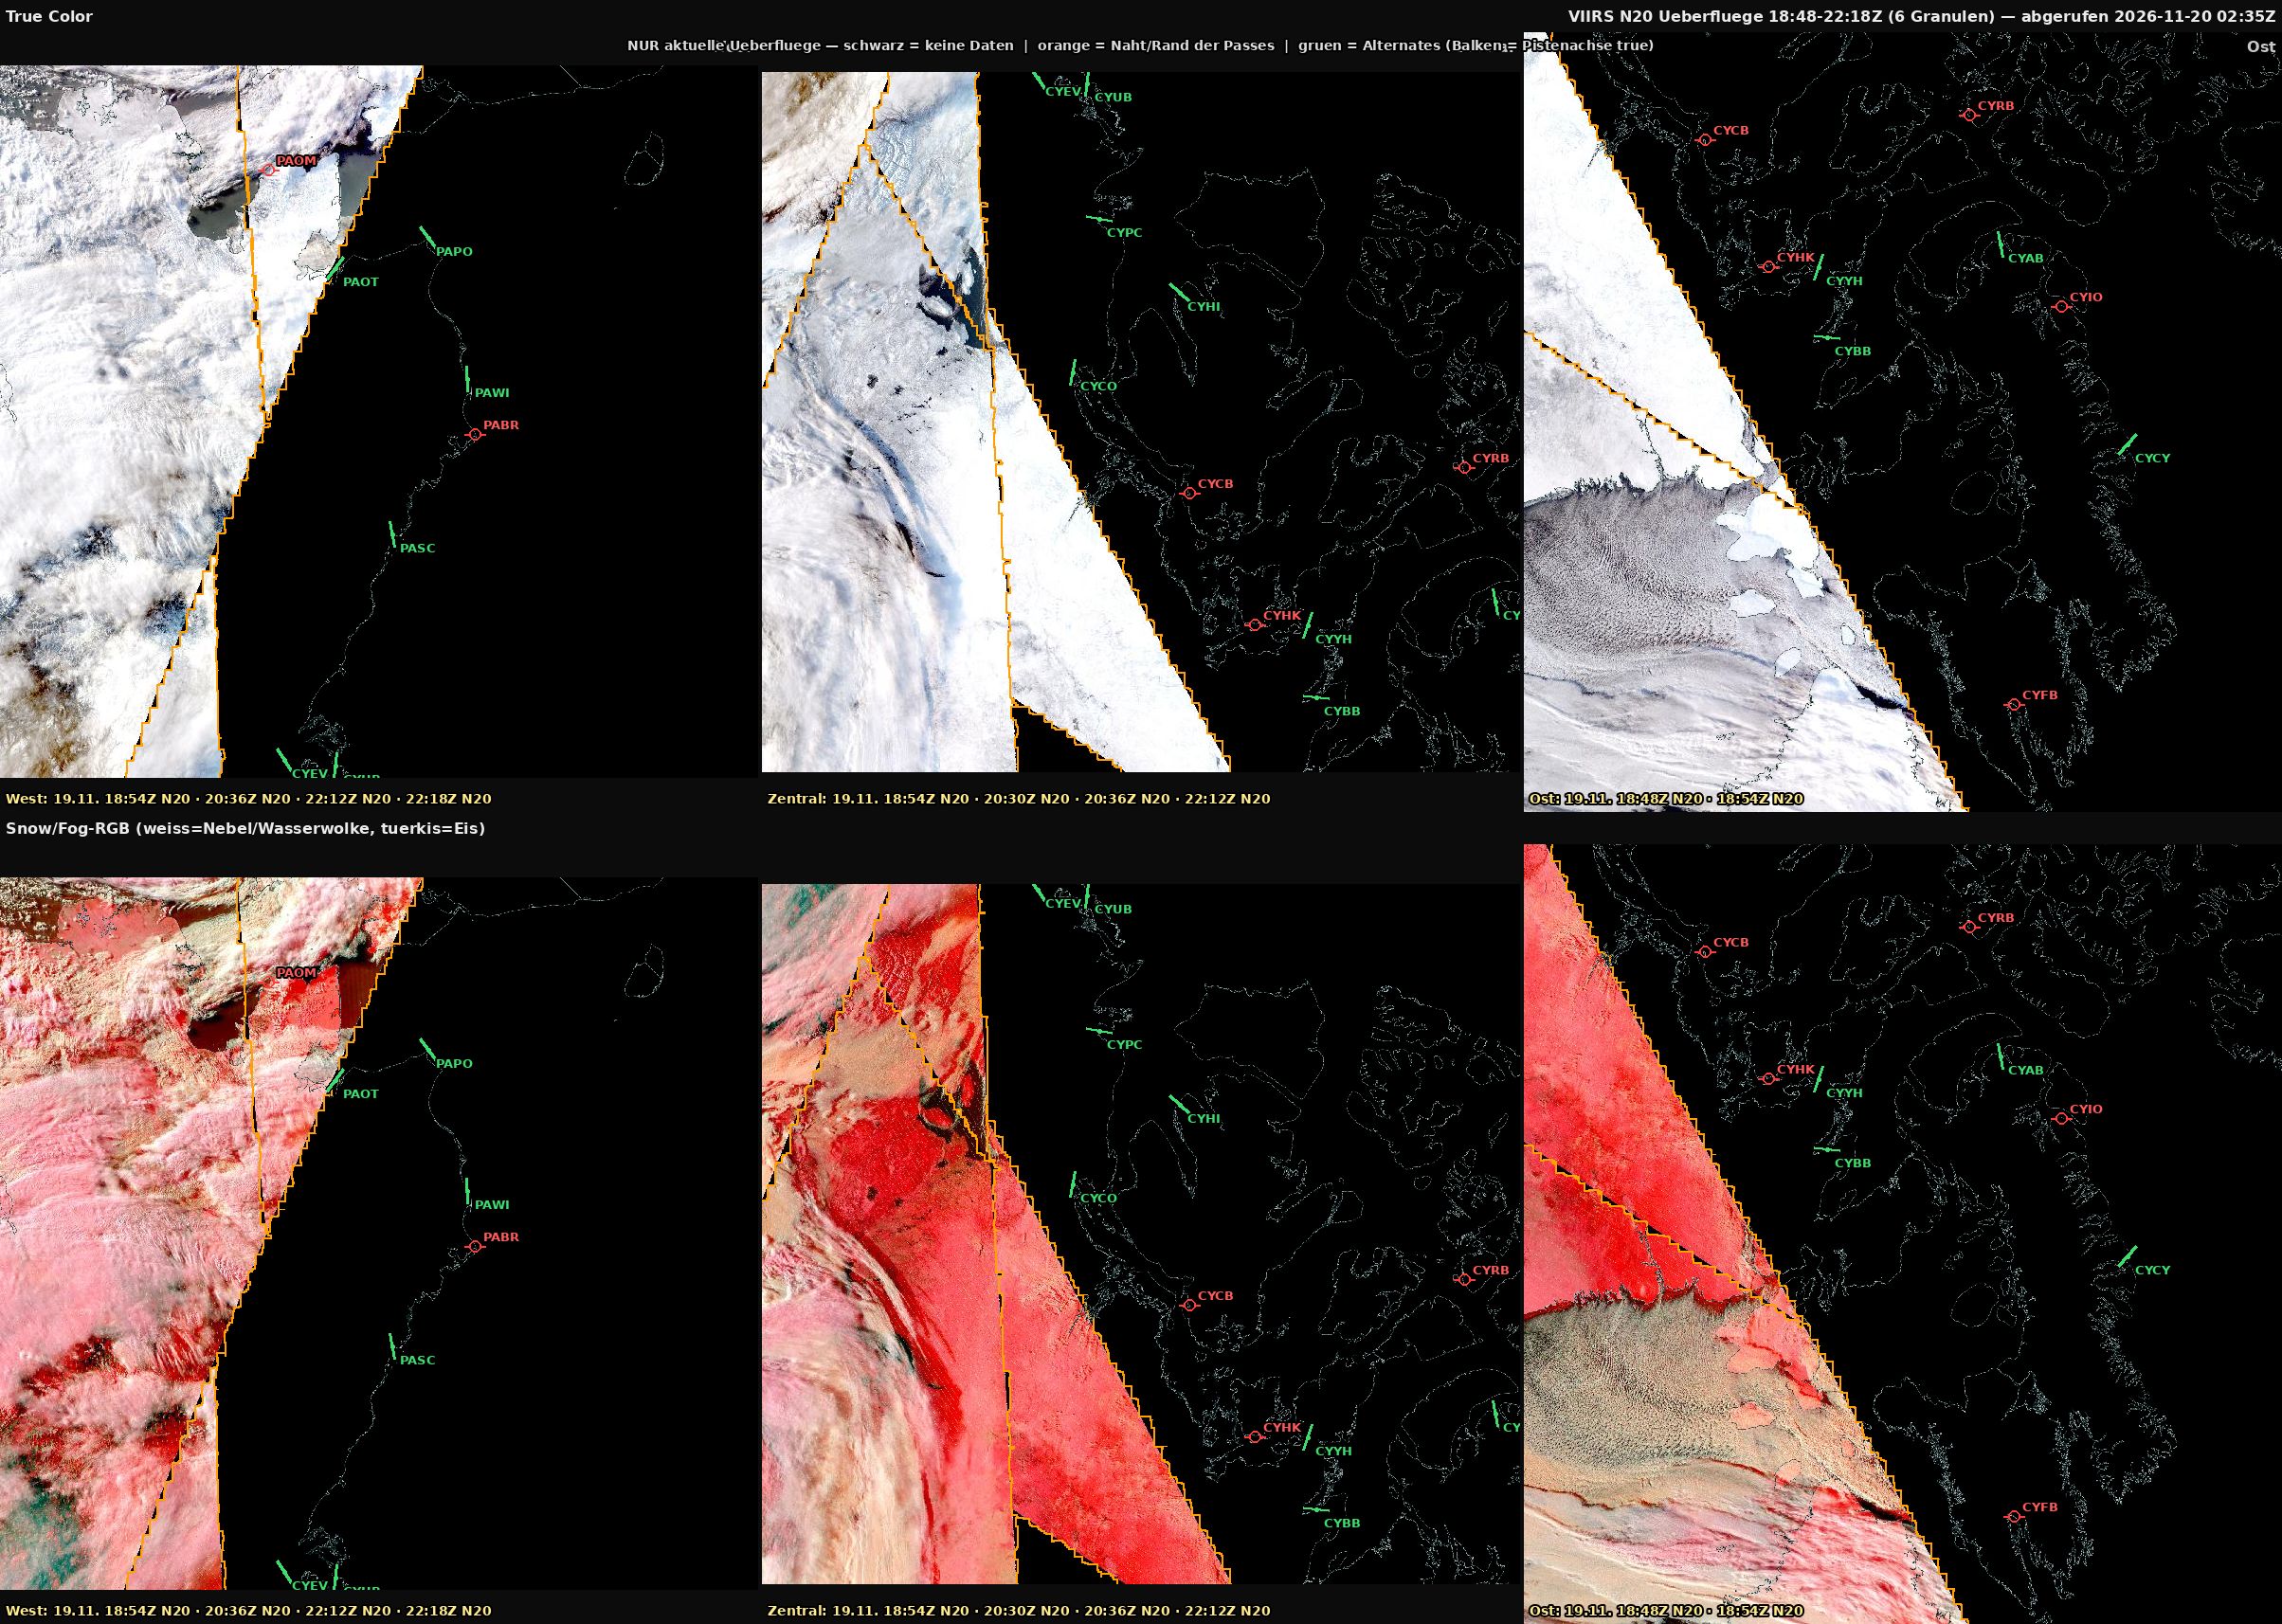 True Color
VIIRS N20 Ueberfluege 18:48-22:18Z (6 Granulen) — abgerufen 2026-11-20 02:35Z
NUR aktuelle Ueberfluege — schwarz = keine Daten | orange = Naht/Rand der Passes | gruen = Alternates (Balken = Pistenachse true)
Ost
PAOM
PAPO
PAOT
PAWI
PABR
PASC
CYEV
CYUB
CYEV
CYUB
CYPC
CYHI
CYCO
CYRB
CYCB
CYHK
CYYH
CY
CYBB
CYRB
CYCB
CYHK
CYAB
CYYH
CYIO
CYBB
CYCY
CYFB
West: 19.11. 18:54Z N20 · 20:36Z N20 · 22:12Z N20 · 22:18Z N20
Zentral: 19.11. 18:54Z N20 · 20:30Z N20 · 20:36Z N20 · 22:12Z N20
Ost: 19.11. 18:48Z N20 · 18:54Z N20
Snow/Fog-RGB (weiss=Nebel/Wasserwolke, tuerkis=Eis)
PAOM
PAPO
PAOT
PAWI
PABR
PASC
CYEV
CYUB
CYEV
CYUB
CYPC
CYHI
CYCO
CYRB
CYCB
CYHK
CYYH
CY
CYBB
CYRB
CYCB
CYHK
CYAB
CYYH
CYIO
CYBB
CYCY
CYFB
West: 19.11. 18:54Z N20 · 20:36Z N20 · 22:12Z N20 · 22:18Z N20
Zentral: 19.11. 18:54Z N20 · 20:30Z N20 · 20:36Z N20 · 22:12Z N20
Ost: 19.11. 18:48Z N20 · 18:54Z N20